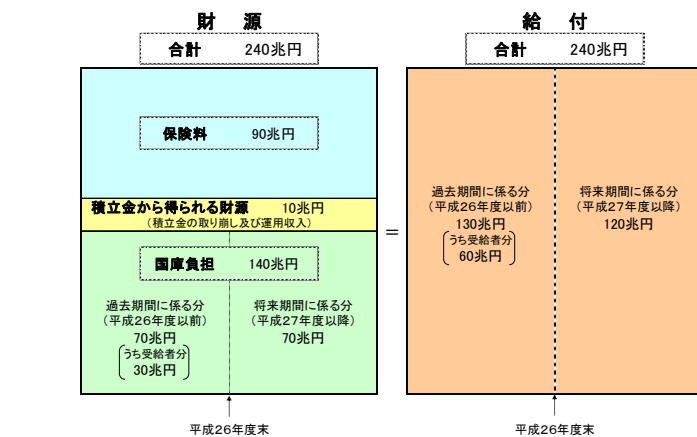 財 源
合計 240兆円
保険料 90兆円
積立金から得られる財源 10兆円
(積立金の取り崩し及び運用収入)
国庫負担 140兆円
過去期間に係る分
(平成26年度以前)
70兆円
うち受給者分
30兆円
将来期間に係る分
(平成27年度以降)
70兆円
平成26年度末
=
給 付
合計 240兆円
過去期間に係る分
(平成26年度以前)
130兆円
うち受給者分
60兆円
将来期間に係る分
(平成27年度以降)
120兆円
平成26年度末